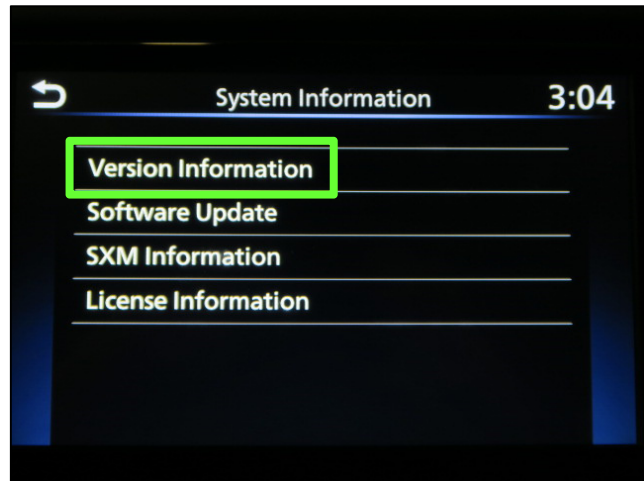 System Information 3:04
Version Information
Software Update
SXM Information
License Information